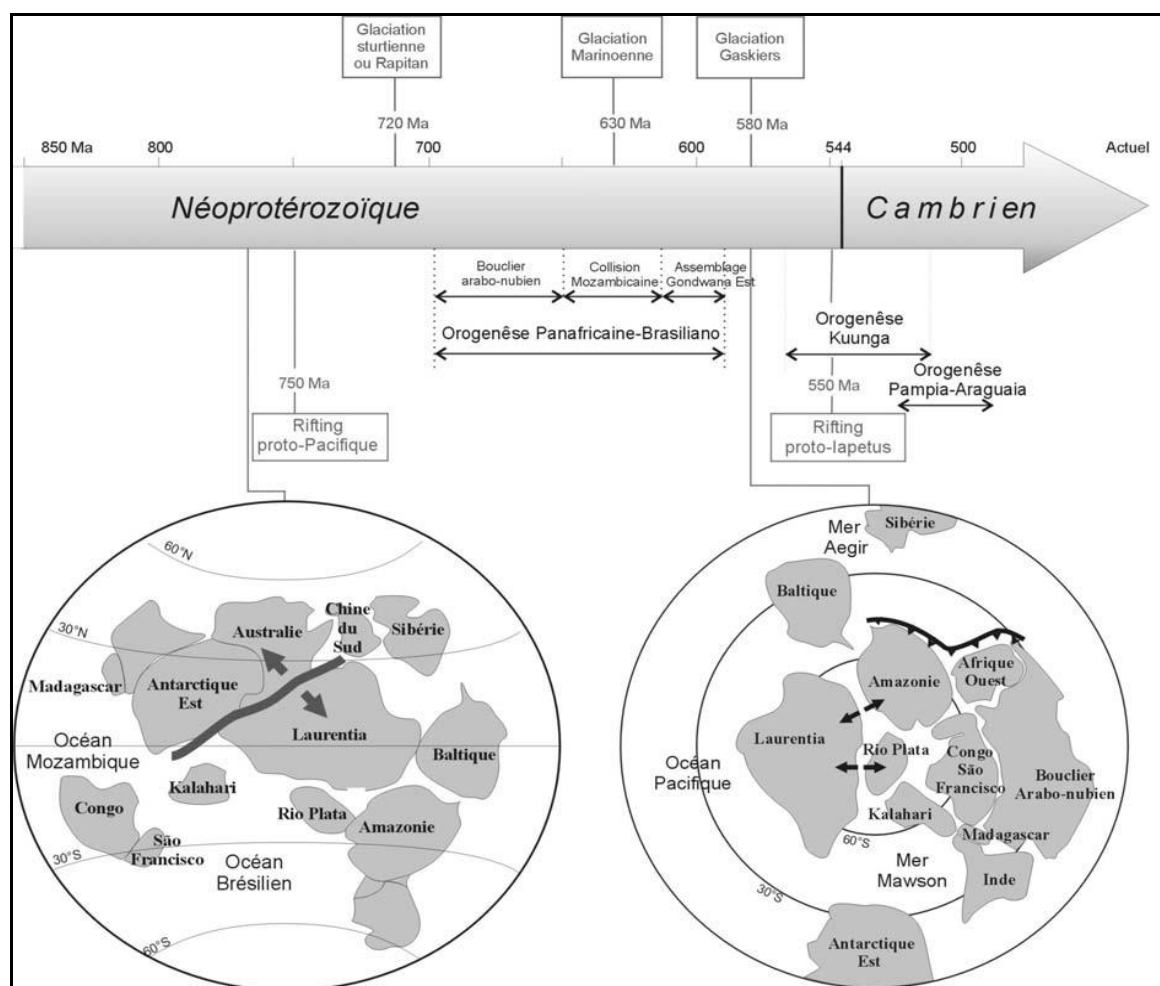 Glaciation
sturtienne
ou Rapitan
Glaciation
Marinoenne
Glaciation
Gaskiers
720 Ma
630 Ma
580 Ma
850 Ma
800
700
600
544
500
Actuel
Néoprotérozoïque
Cambrien
Bouclier
arabo-nubien
Collision
Mozambicaine
Assemblage
Gondwana Est
Orogenêse Panafricaine-Brasiliano
Orogenêse
Kuunga
Orogenêse
Pampia-Araguaia
750 Ma
550 Ma
Rifting
proto-Pacifique
Rifting
proto-Iapetus
60°N
30°N
Australie
Chine
du
Sud
Sibérie
Madagascar
Antarctique
Est
Laurentia
Baltique
Océan
Mozambique
Kalahari
Congo
São
Francisco
Rio Plata
Amazonie
Océan
Brésilien
30°S
60°S
Sibérie
Mer
Aegir
Baltique
Amazonie
Afrique
Ouest
Laurentia
Rio Plata
Congo
São
Francisco
Océan
Pacifique
Bouclier
Arabo-nubien
Kalahari
Madagascar
60°S
Mer
Mawson
Inde
30°S
Antarctique
Est